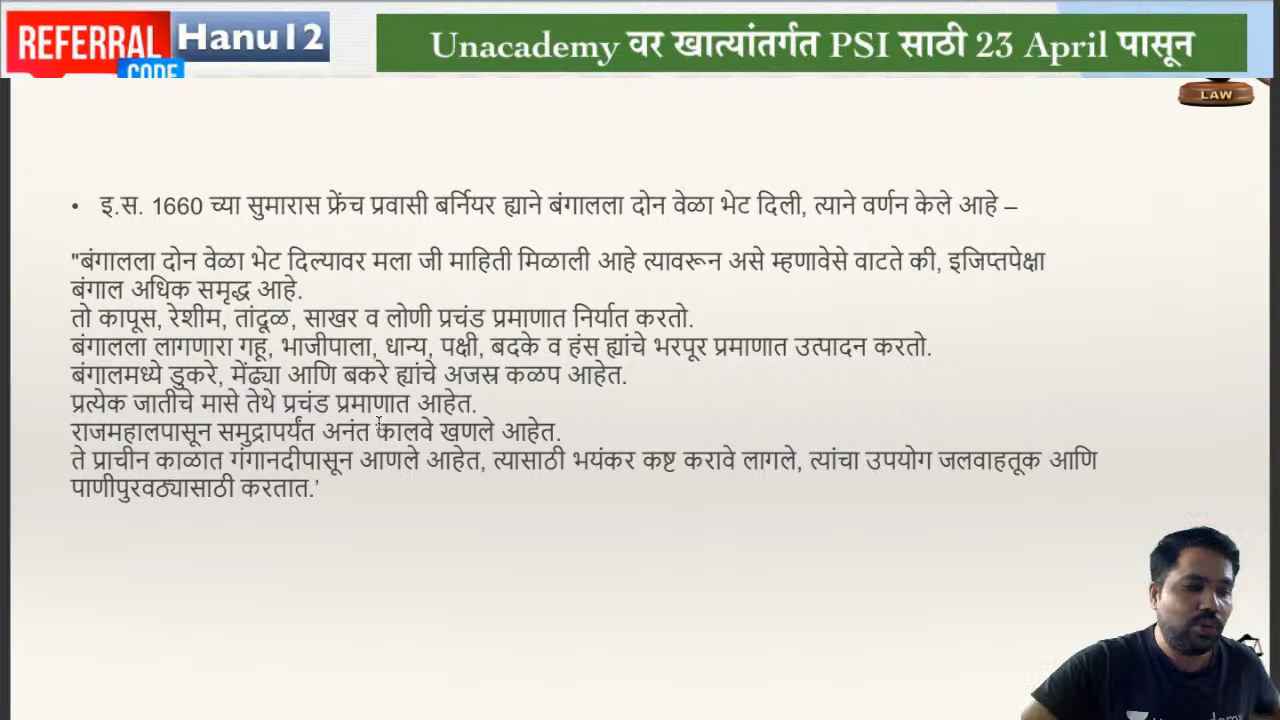 REFERRAL
CODE
Hanu12
Unacademy वर खात्यांतर्गत PSI साठी 23 April पासून
LAW
• इ.स. 1660 च्या सुमारास फ्रेंच प्रवासी बर्नियर ह्याने बंगालला दोन वेळा भेट दिली, त्याने वर्णन केले आहे –
"बंगालला दोन वेळा भेट दिल्यावर मला जी माहिती मिळाली आहे त्यावरून असे म्हणावेसे वाटते की, इजिप्तपेक्षा
बंगाल अधिक समृद्ध आहे.
तो कापूस, रेशीम, तांदूळ, साखर व लोणी प्रचंड प्रमाणात निर्यात करतो.
बंगालला लागणारा गहू, भाजीपाला, धान्य, पक्षी, बदके व हंस ह्यांचे भरपूर प्रमाणात उत्पादन करतो.
बंगालमध्ये डुकरे, मेंढ्या आणि बकरे ह्यांचे अजस्र कळप आहेत.
प्रत्येक जातीचे मासे तेथे प्रचंड प्रमाणात आहेत.
राजमहालपासून समुद्रापर्यंत अनंत कालवे खणले आहेत.
ते प्राचीन काळात गंगानदीपासून आणले आहेत, त्यासाठी भयंकर कष्ट करावे लागले, त्यांचा उपयोग जलवाहतूक आणि
पाणीपुरवठ्यासाठी करतात.’